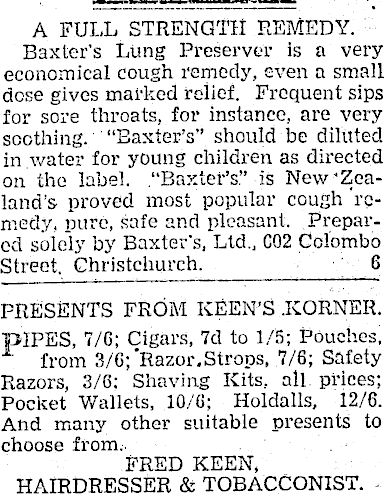 A FULL STRENGTH REMEDY.
Baxter's Lung Preserver is a very
economical cough remedy, even a small
dose gives marked relief. Frequent sips
for sore throats, for instance, are very
soothing. "Baxter's" should be diluted
in water for young children as directed
on the label. "Baxter's" is New Zea-
land's proved most popular cough re-
medy, pure, safe and pleasant. Prepar-
ed solely by Baxter's, Ltd., 602 Colombo
Street, Christchurch. 6
PRESENTS FROM KEEN'S KORNER.
PIPES, 7/6; Cigars, 7d to 1/5; Pouches,
from 3/6; Razor Strops, 7/6; Safety
Razors, 3/6; Shaving Kits, all prices;
Pocket Wallets, 10/6; Holdalls, 12/6.
And many other suitable presents to
choose from.
FRED KEEN,
HAIRDRESSER & TOBACCONIST.